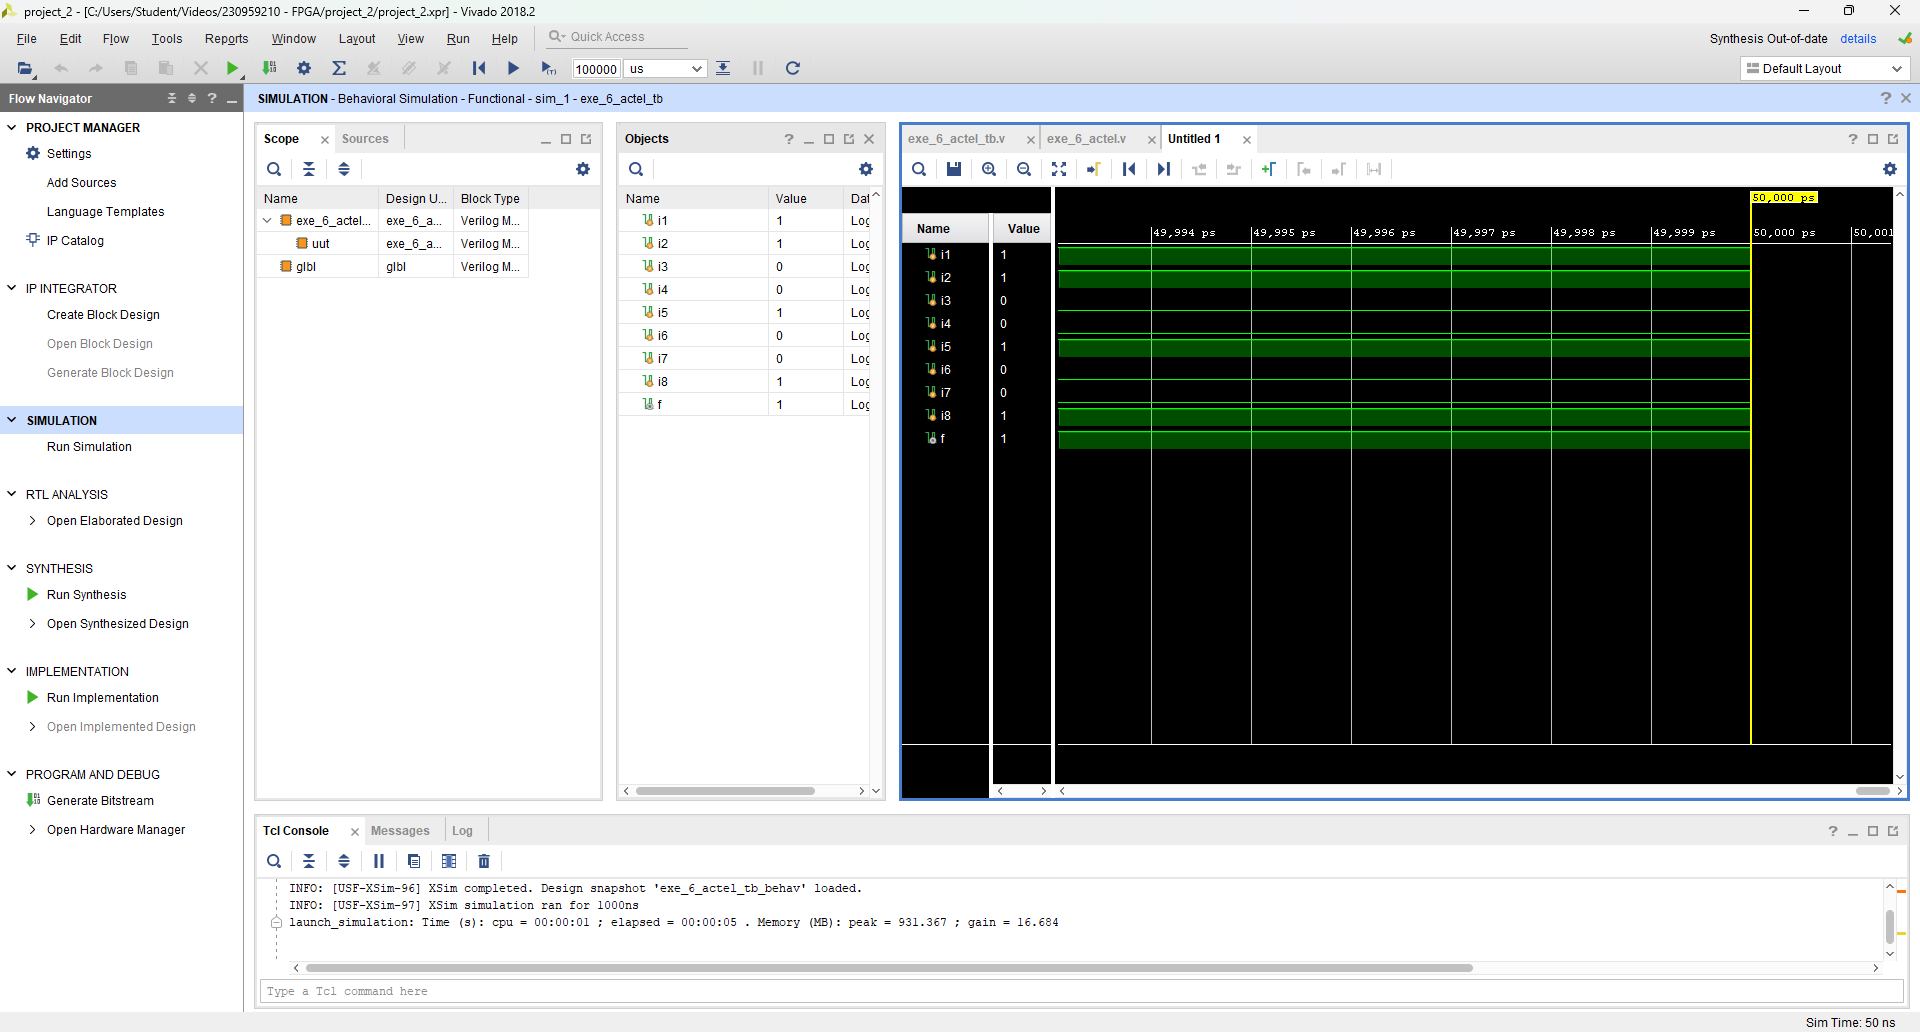 project_2 - [C:/Users/Student/Videos/230959210 - FPGA/project_2/project_2.xpr] - Vivado 2018.2
File Edit Flow Tools Reports Window Layout View Run Help Quick Access
Synthesis Out-of-date details
100000 us
Default Layout
Flow Navigator
SIMULATION - Behavioral Simulation - Functional - sim_1 - exe_6_actel_tb
PROJECT MANAGER
Settings
Add Sources
Language Templates
IP Catalog
IP INTEGRATOR
Create Block Design
Open Block Design
Generate Block Design
SIMULATION
Run Simulation
RTL ANALYSIS
Open Elaborated Design
SYNTHESIS
Run Synthesis
Open Synthesized Design
IMPLEMENTATION
Run Implementation
Open Implemented Design
PROGRAM AND DEBUG
Generate Bitstream
Open Hardware Manager
Scope Sources
Name Design U... Block Type
exe_6_actel... exe_6_a... Verilog M...
uut exe_6_a... Verilog M...
glbl glbl Verilog M...
Objects
Name Value Dat
i1 1 Log
i2 1 Log
i3 0 Log
i4 0 Log
i5 1 Log
i6 0 Log
i7 0 Log
i8 1 Log
f 1 Log
exe_6_actel_tb.v exe_6_actel.v Untitled 1
50,000 ps
Name Value
49,994 ps 49,995 ps 49,996 ps 49,997 ps 49,998 ps 49,999 ps 50,000 ps 50,001
i1 1
i2 1
i3 0
i4 0
i5 1
i6 0
i7 0
i8 1
f 1
Tcl Console Messages Log
INFO: [USF-XSim-96] XSim completed. Design snapshot 'exe_6_actel_tb_behav' loaded.
INFO: [USF-XSim-97] XSim simulation ran for 1000ns
launch_simulation: Time (s): cpu = 00:00:01 ; elapsed = 00:00:05 . Memory (MB): peak = 931.367 ; gain = 16.684
Type a Tcl command here
Sim Time: 50 ns